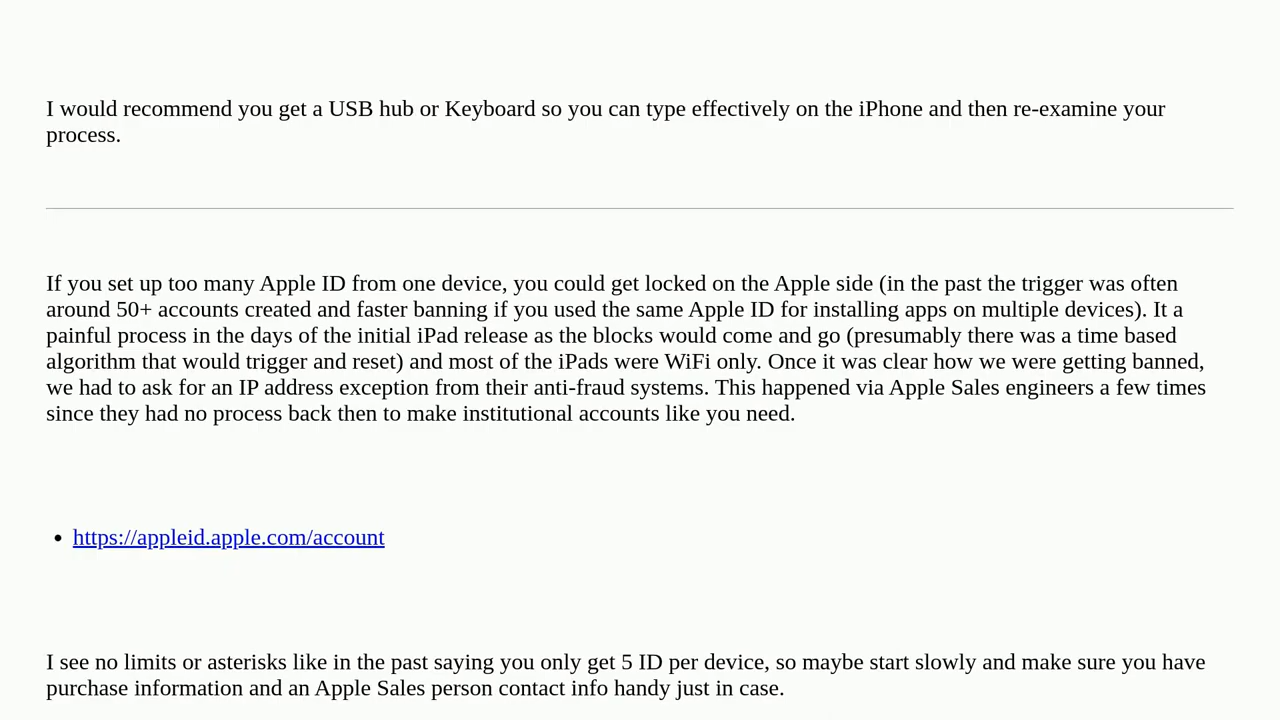 I would recommend you get a USB hub or Keyboard so you can type effectively on the iPhone and then re-examine your
process.
If you set up too many Apple ID from one device, you could get locked on the Apple side (in the past the trigger was often
around 50+ accounts created and faster banning if you used the same Apple ID for installing apps on multiple devices). It a
painful process in the days of the initial iPad release as the blocks would come and go (presumably there was a time based
algorithm that would trigger and reset) and most of the iPads were WiFi only. Once it was clear how we were getting banned,
we had to ask for an IP address exception from their anti-fraud systems. This happened via Apple Sales engineers a few times
since they had no process back then to make institutional accounts like you need.
• https://appleid.apple.com/account
I see no limits or asterisks like in the past saying you only get 5 ID per device, so maybe start slowly and make sure you have
purchase information and an Apple Sales person contact info handy just in case.